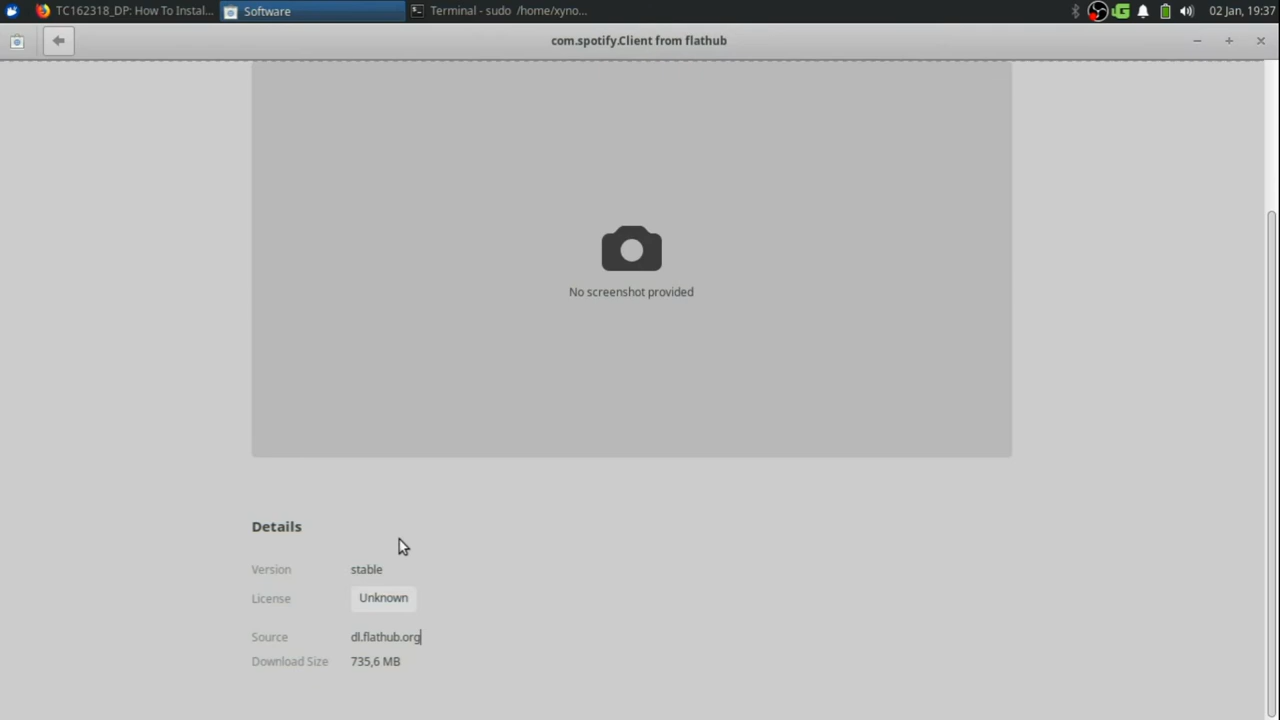 TC162318_DP: How To Instal...
Software
Terminal - sudo /home/xyno...
02 Jan, 19:37
com.spotify.Client from flathub
No screenshot provided
Details
Version stable
License Unknown
Source dl.flathub.org
Download Size 735,6 MB